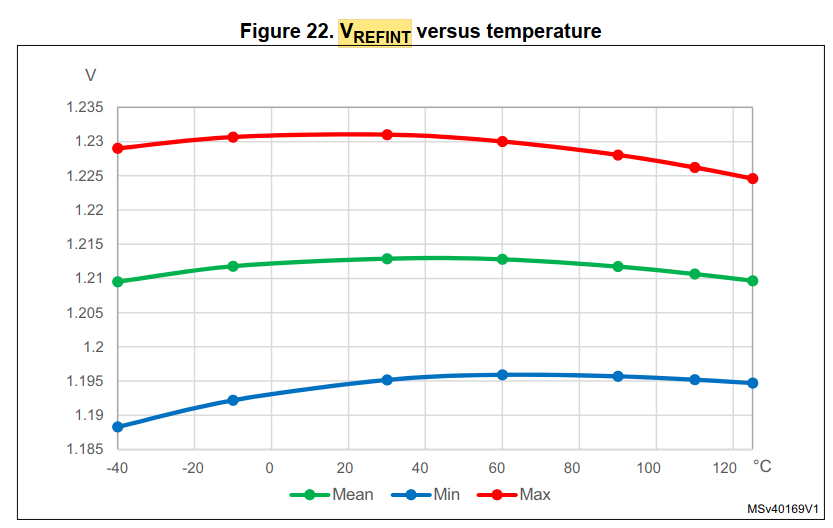 Figure 22. VREFINT versus temperature
V
1.235
1.23
1.225
1.22
1.215
1.21
1.205
1.2
1.195
1.19
1.185
-40 -20 0 20 40 60 80 100 120 °C
Mean Min Max
MSv40169V1